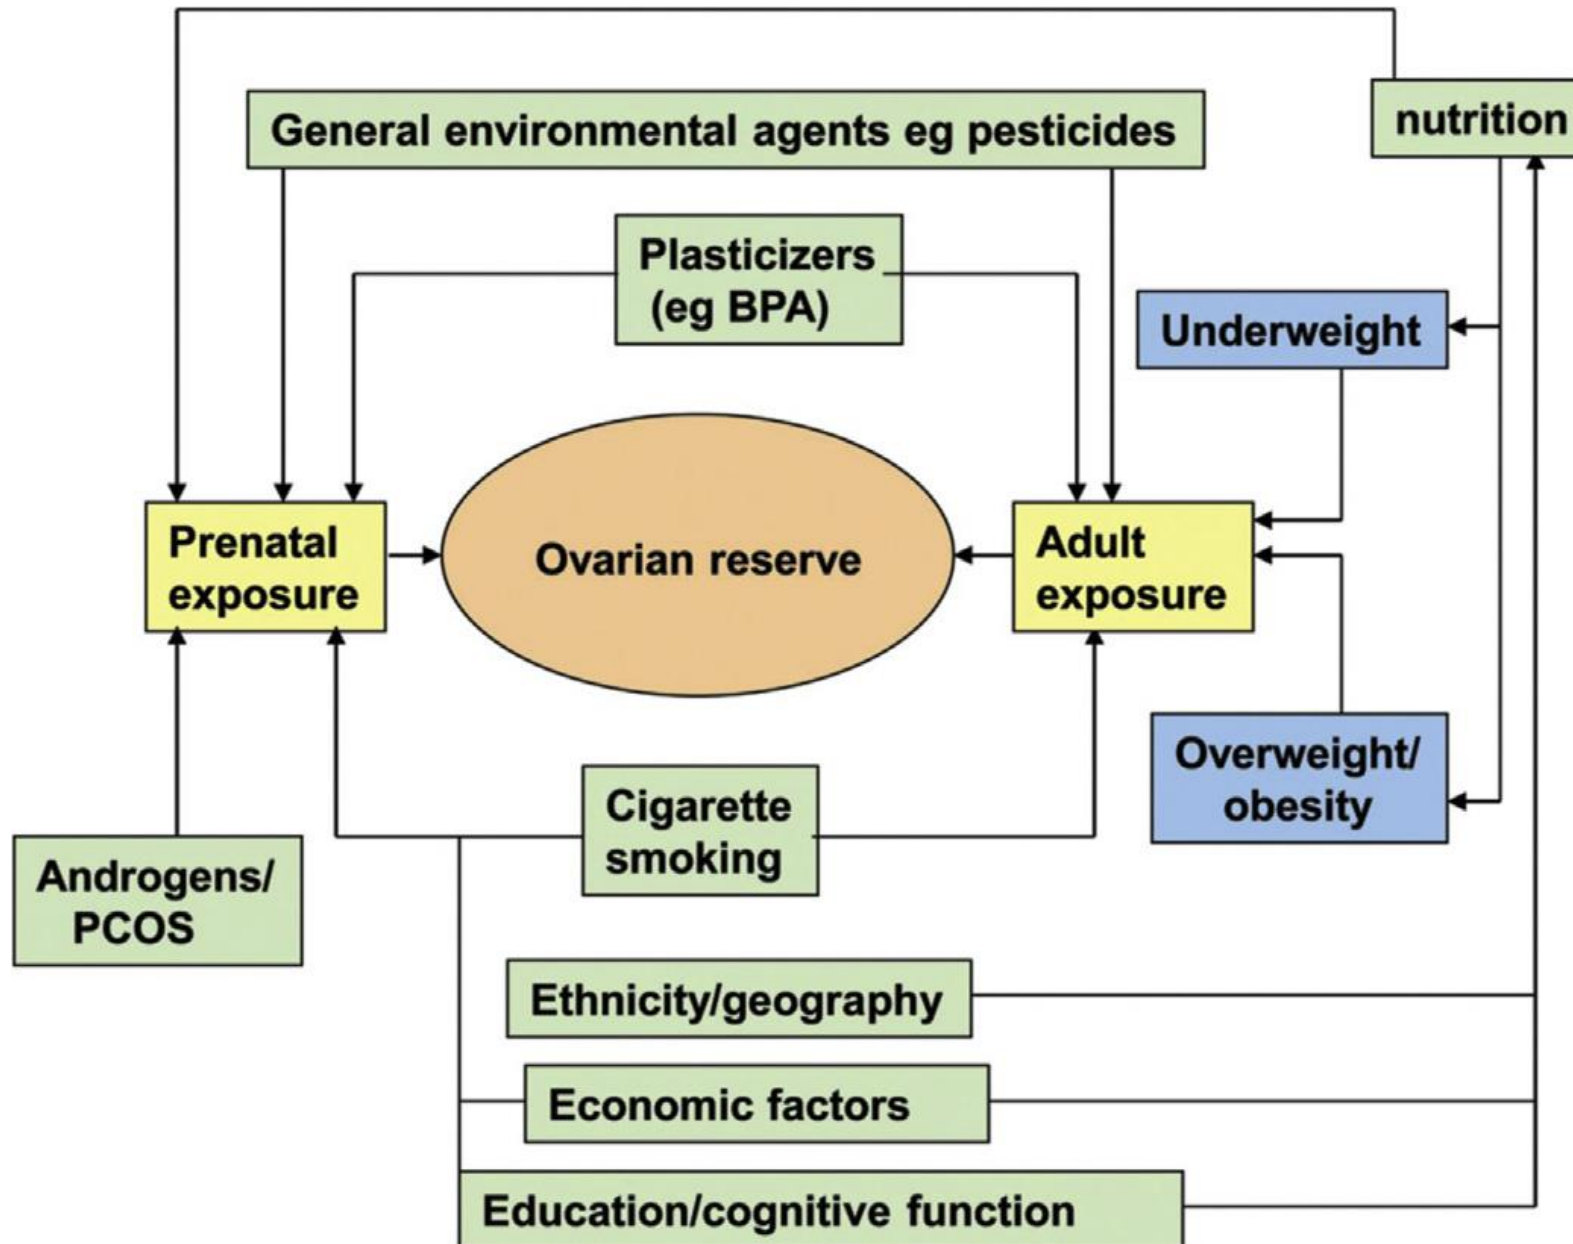 nutrition
General environmental agents eg pesticides
Plasticizers
(eg BPA)
Underweight
Prenatal
exposure
Ovarian reserve
Adult
exposure
Overweight/
obesity
Cigarette
smoking
Androgens/
PCOS
Ethnicity/geography
Economic factors
Education/cognitive function